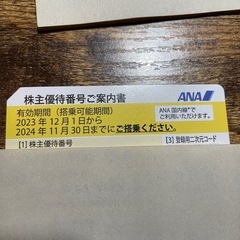 株主優待番号ご案内書
ANA
有効期間（搭乗可能期間）
2023年12月1日から
2024年11月30日までにご搭乗ください。
ANA国内線*で
ご利用いただけます。
[1] 株主優待番号
[3] 登録用二次元コード